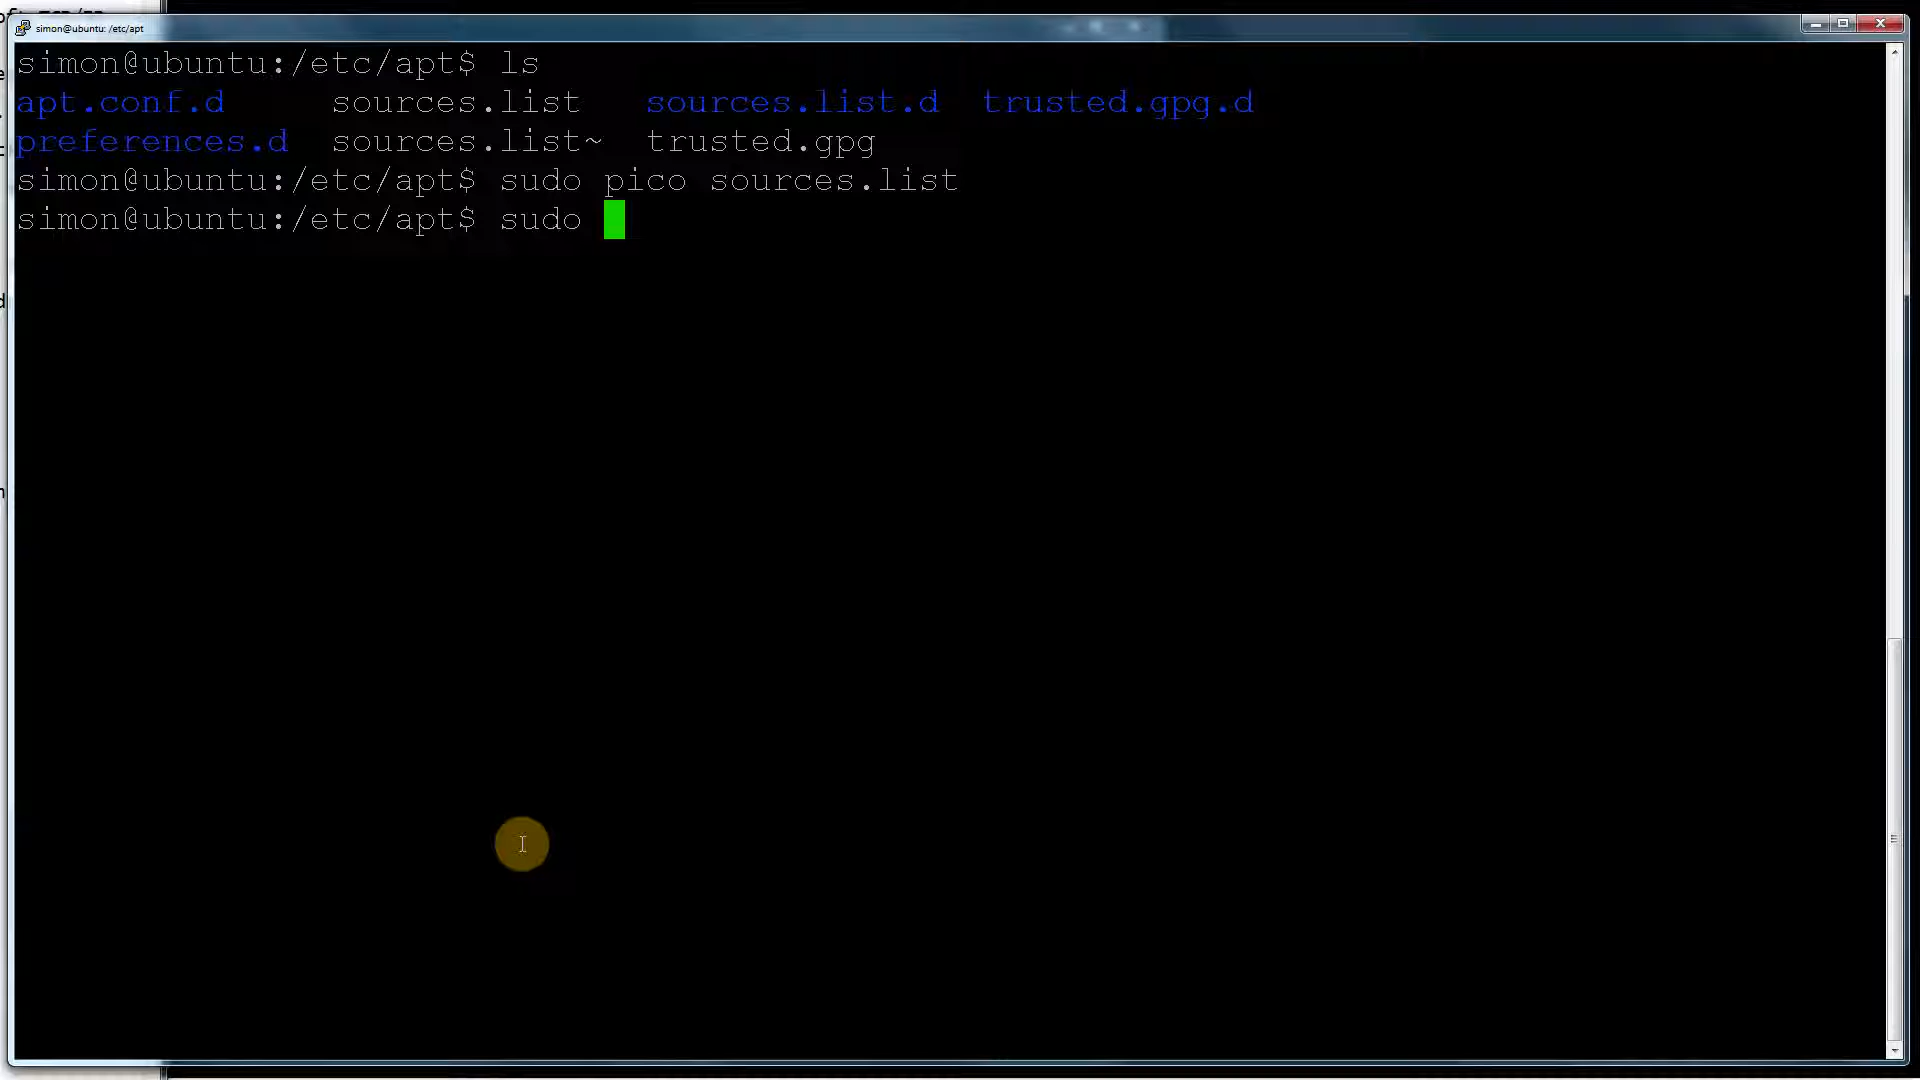 simon@ubuntu: /etc/apt
simon@ubuntu:/etc/apt$ ls
apt.conf.d sources.list sources.list.d trusted.gpg.d
preferences.d sources.list~ trusted.gpg
simon@ubuntu:/etc/apt$ sudo pico sources.list
simon@ubuntu:/etc/apt$ sudo